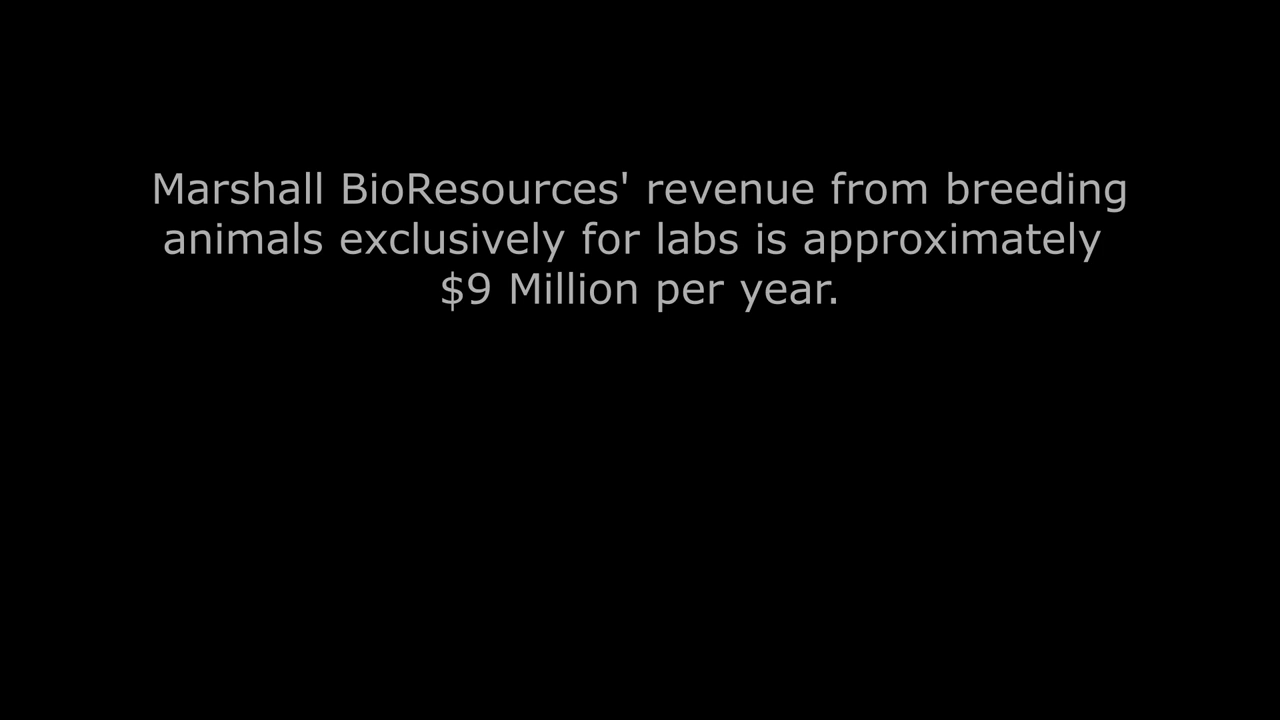 Marshall BioResources' revenue from breeding
animals exclusively for labs is approximately
$9 Million per year.